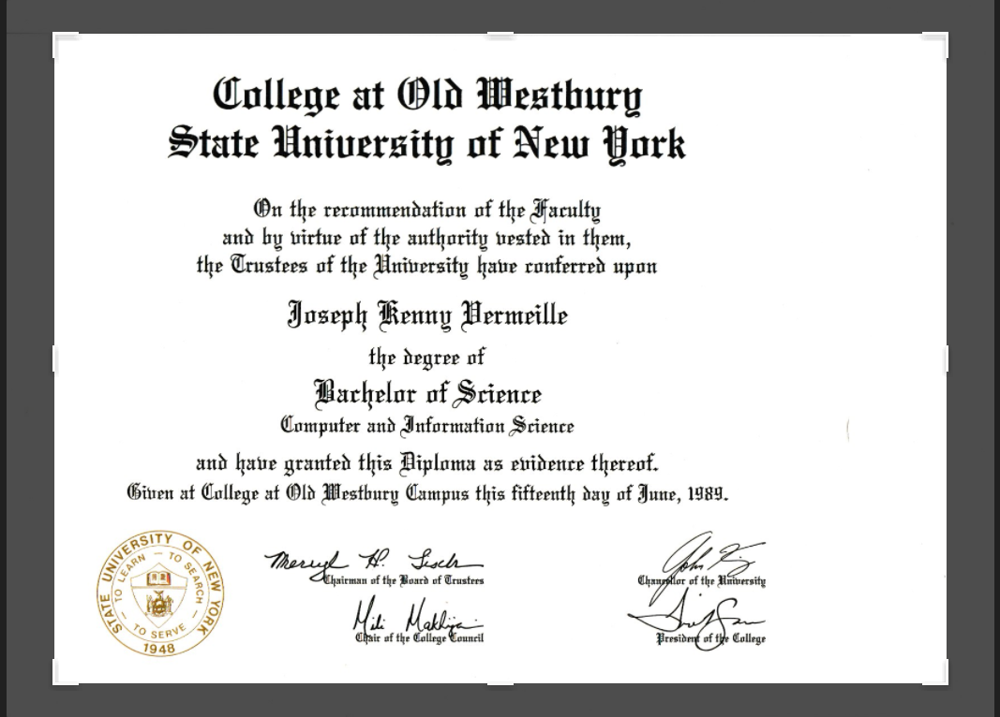 College at Old Westbury
State University of New York
On the recommendation of the Faculty
and by virtue of the authority vested in them,
the Trustees of the University have conferred upon
Joseph Kenny Vermeille
the degree of
Bachelor of Science
Computer and Information Science
and have granted this Diploma as evidence thereof.
Given at College at Old Westbury Campus this fifteenth day of June, 1989.
STATE UNIVERSITY OF NEW YORK
TO LEARN — TO SEARCH — TO SERVE
1948
Merryl H. Tisch
Chairman of the Board of Trustees
John
Chancellor of the University
Mili Makhijani
Chair of the College Council
President of the College